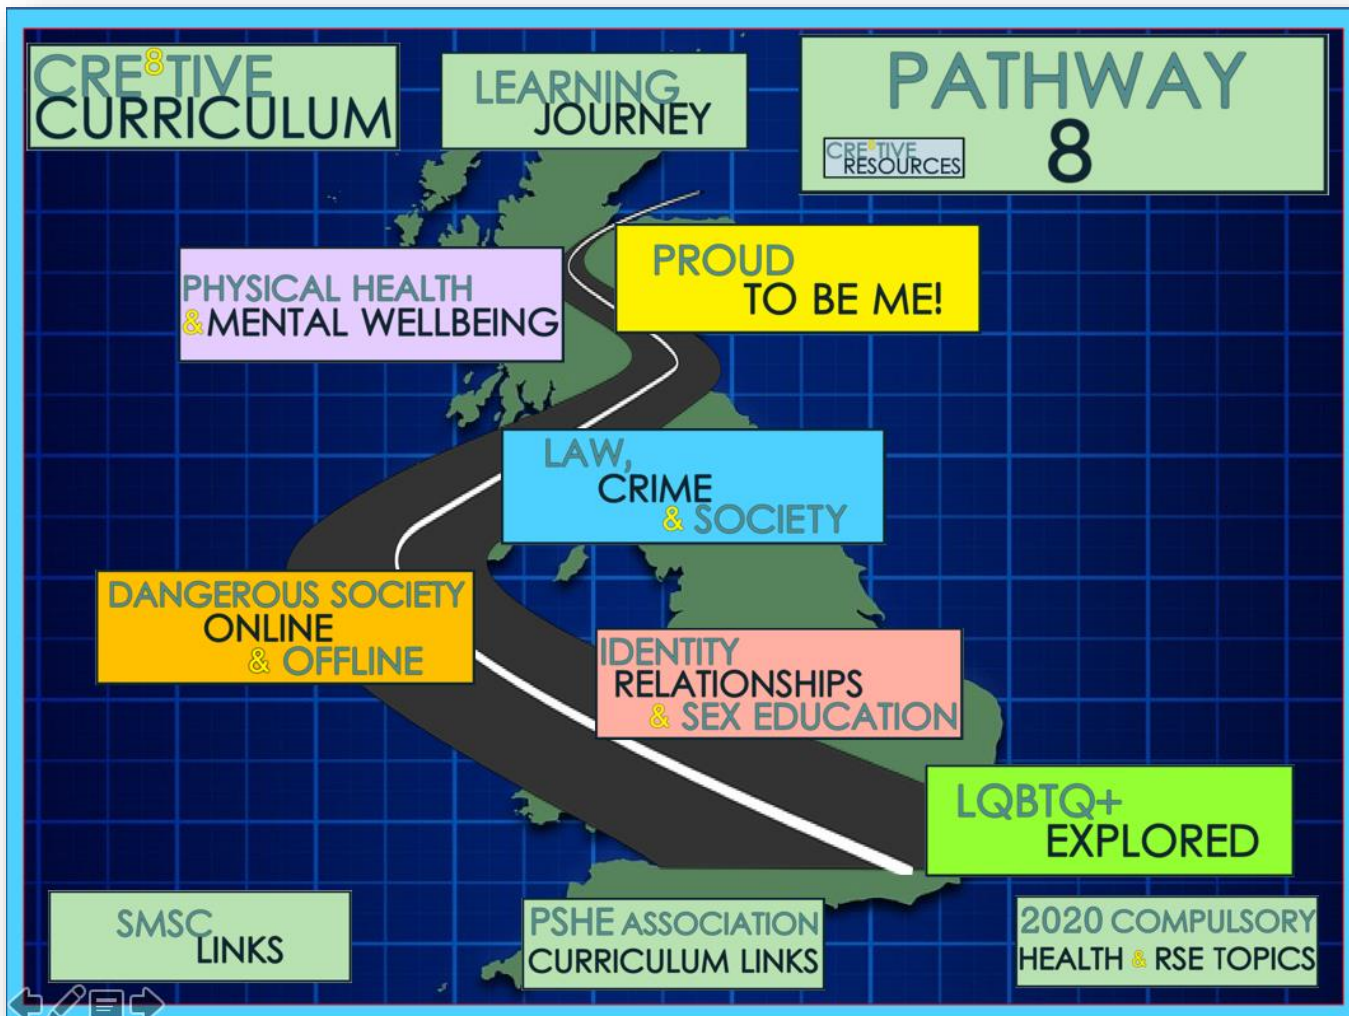 CRE8TIVE
CURRICULUM
LEARNING
JOURNEY
PATHWAY
8
CRE8TIVE
RESOURCES
PROUD
TO BE ME!
PHYSICAL HEALTH
& MENTAL WELLBEING
LAW,
CRIME
& SOCIETY
DANGEROUS SOCIETY
ONLINE
& OFFLINE
IDENTITY
RELATIONSHIPS
& SEX EDUCATION
LQBTQ+
EXPLORED
SMSC
LINKS
PSHE ASSOCIATION
CURRICULUM LINKS
2020 COMPULSORY
HEALTH & RSE TOPICS